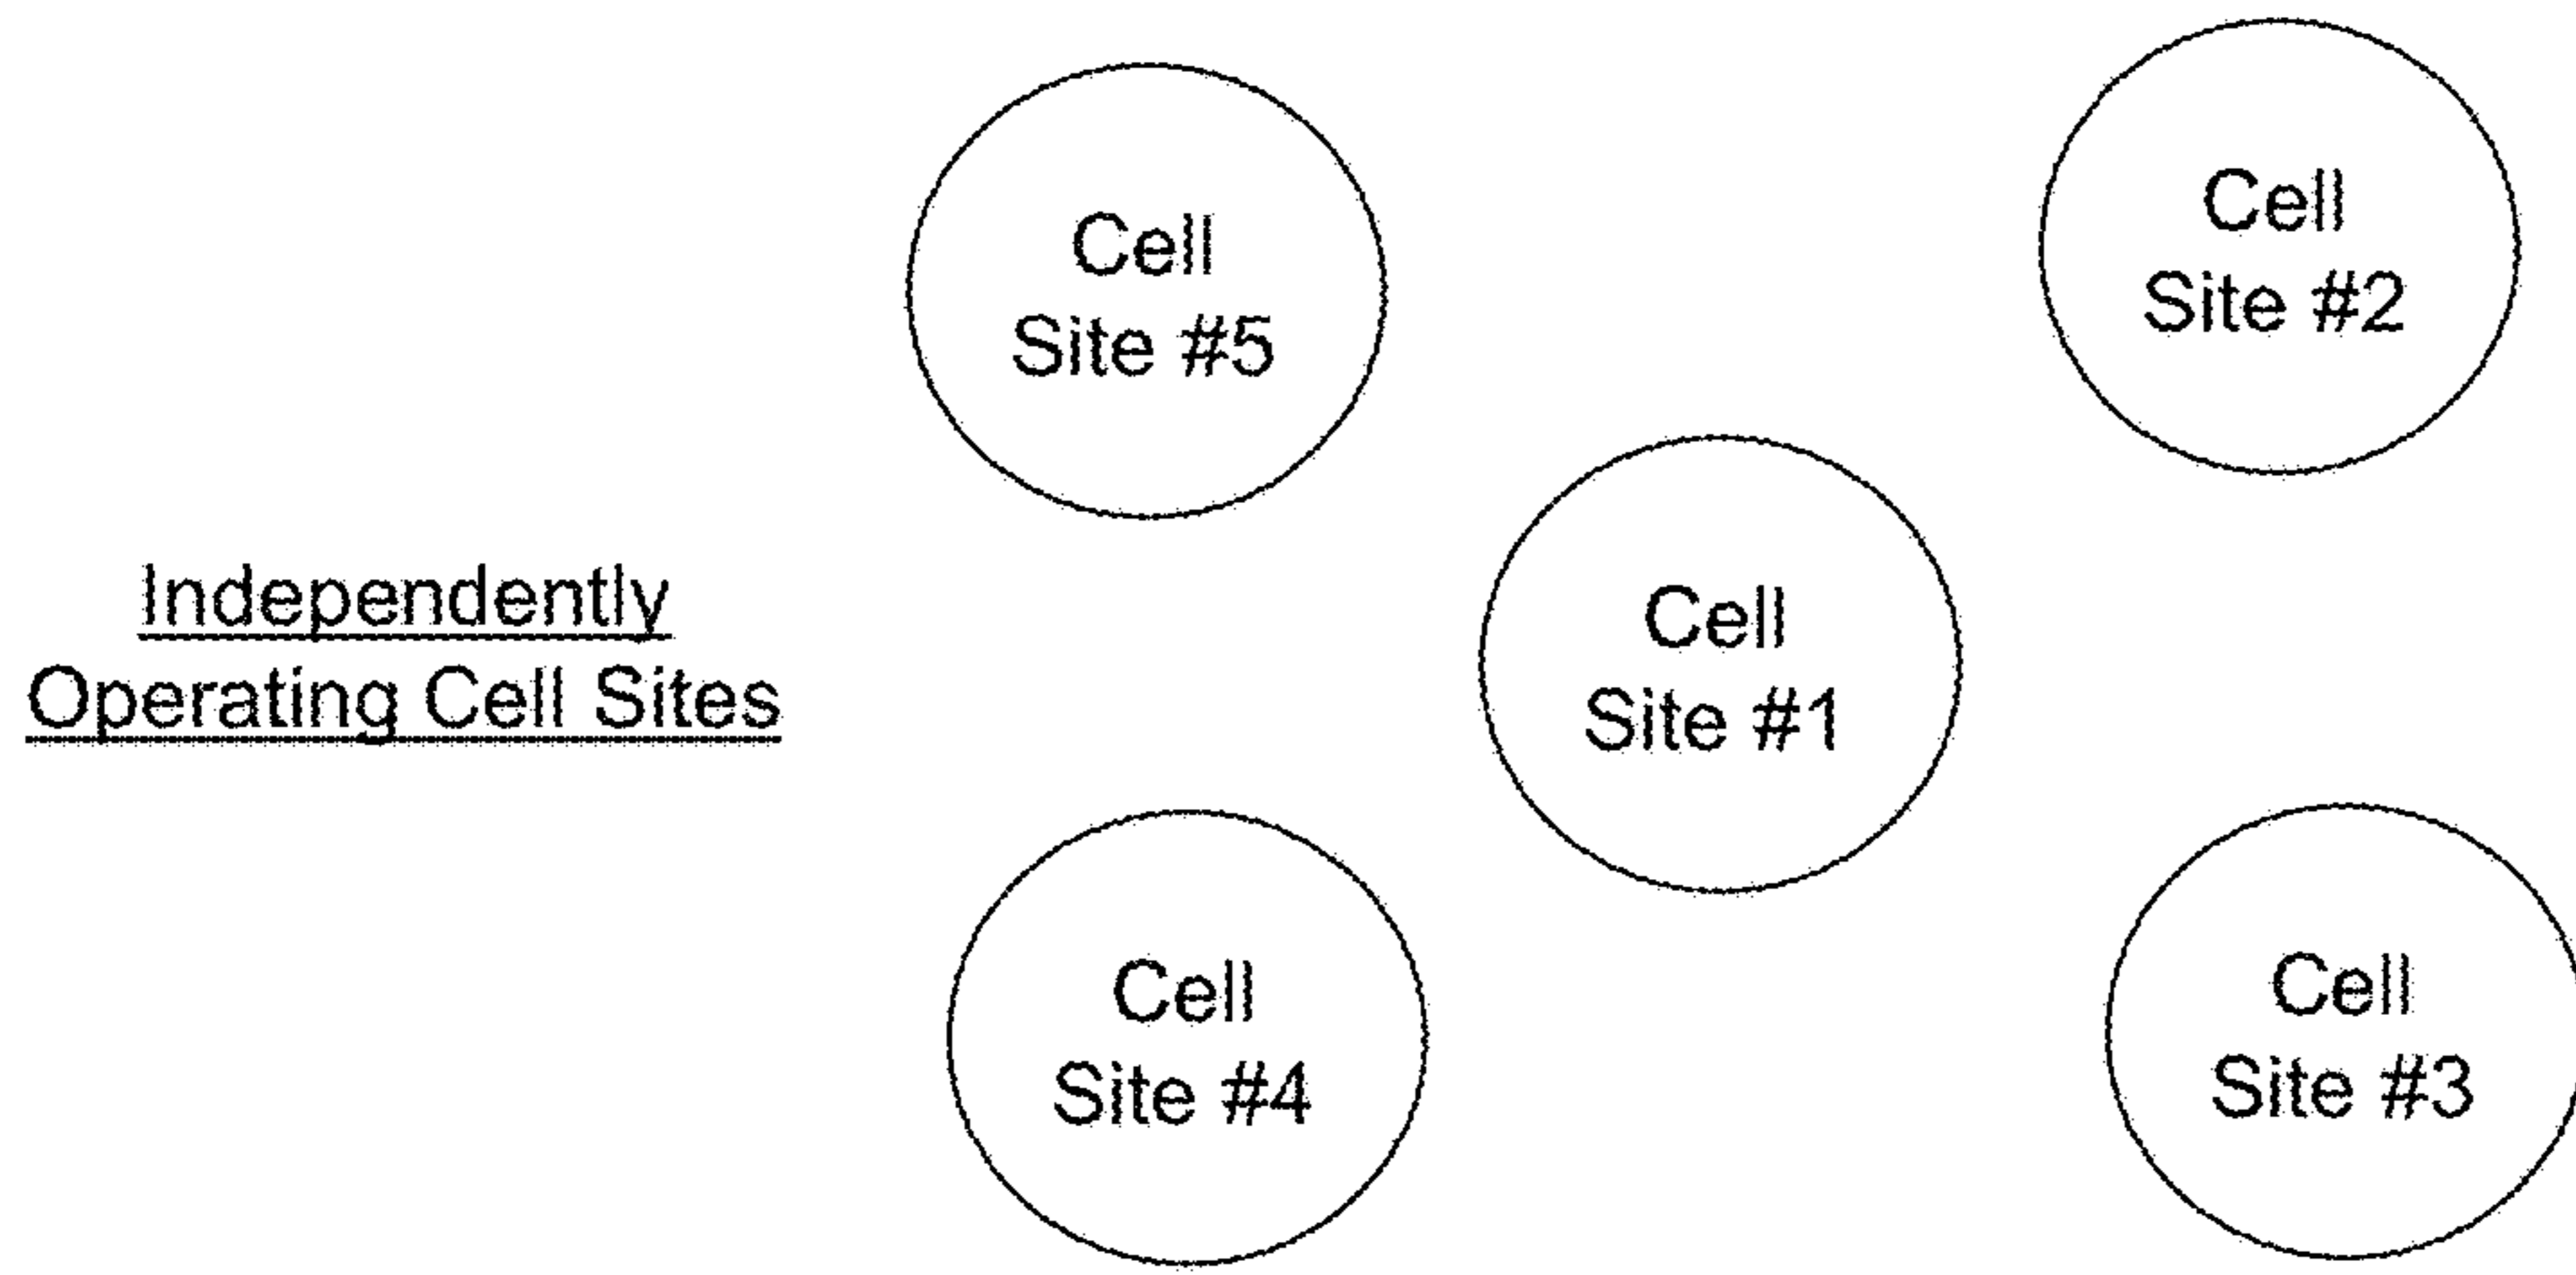 Cell
Site #5
Cell
Site #2
Independently
Operating Cell Sites
Cell
Site #1
Cell
Site #4
Cell
Site #3